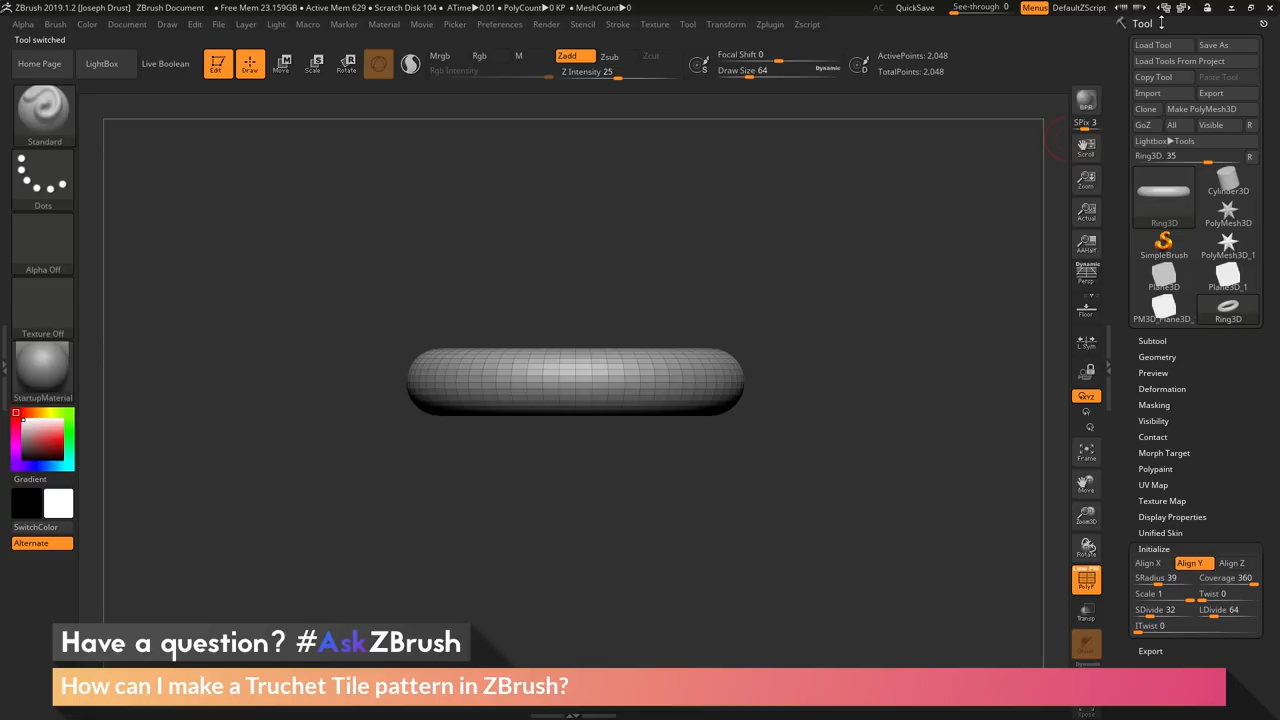 ZBrush 2019.1.2 [Joseph Drust] ZBrush Document • Free Mem 23.159GB • Active Mem 629 • Scratch Disk 104 • ATime▶0.01 • PolyCount▶0 KP • MeshCount▶0 AC QuickSave See-through 0 Menus DefaultZScript
Alpha Brush Color Document Draw Edit File Layer Light Macro Marker Material Movie Picker Preferences Render Stencil Stroke Texture Tool Transform Zplugin Zscript
Tool
Tool switched
Home Page LightBox Live Boolean Edit Draw Move Scale Rotate
Mrgb Rgb M
Rgb Intensity
Zadd Zsub Zcut
Z Intensity 25
Focal Shift 0
Draw Size 64 Dynamic
ActivePoints: 2,048
TotalPoints: 2,048
Standard
Dots
Alpha Off
Texture Off
StartupMaterial
Gradient
SwitchColor
Alternate
BPR
SPix 3
Scroll
Zoom
Actual
AAHalf
Dynamic
Persp
Floor
L.Sym
XYZ
Frame
Move
Zoom3D
Rotate
Line Fill
PolyF
Transp
Dynamic
Load Tool Save As
Load Tools From Project
Copy Tool Paste Tool
Import Export
Clone Make PolyMesh3D
GoZ All Visible R
Lightbox▶Tools
Ring3D. 35 R
Ring3D
Cylinder3D
PolyMesh3D
SimpleBrush PolyMesh3D_1
Plane3D Plane3D_1
PM3D_Plane3D_ Ring3D
Subtool
Geometry
Preview
Deformation
Masking
Visibility
Contact
Morph Target
Polypaint
UV Map
Texture Map
Display Properties
Unified Skin
Initialize
Align X Align Y Align Z
SRadius 39 Coverage 360
Scale 1 Twist 0
SDivide 32 LDivide 64
ITwist 0
Export
Have a question? #AskZBrush
How can I make a Truchet Tile pattern in ZBrush?